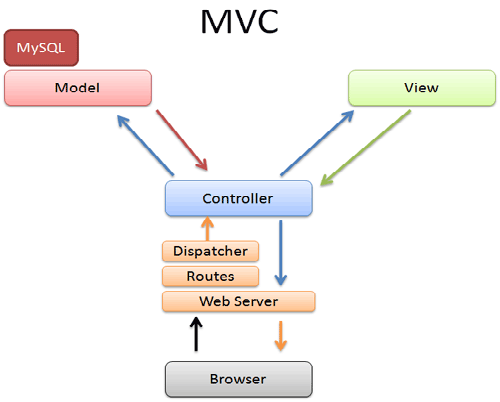 MVC
MySQL
Model
View
Controller
Dispatcher
Routes
Web Server
Browser